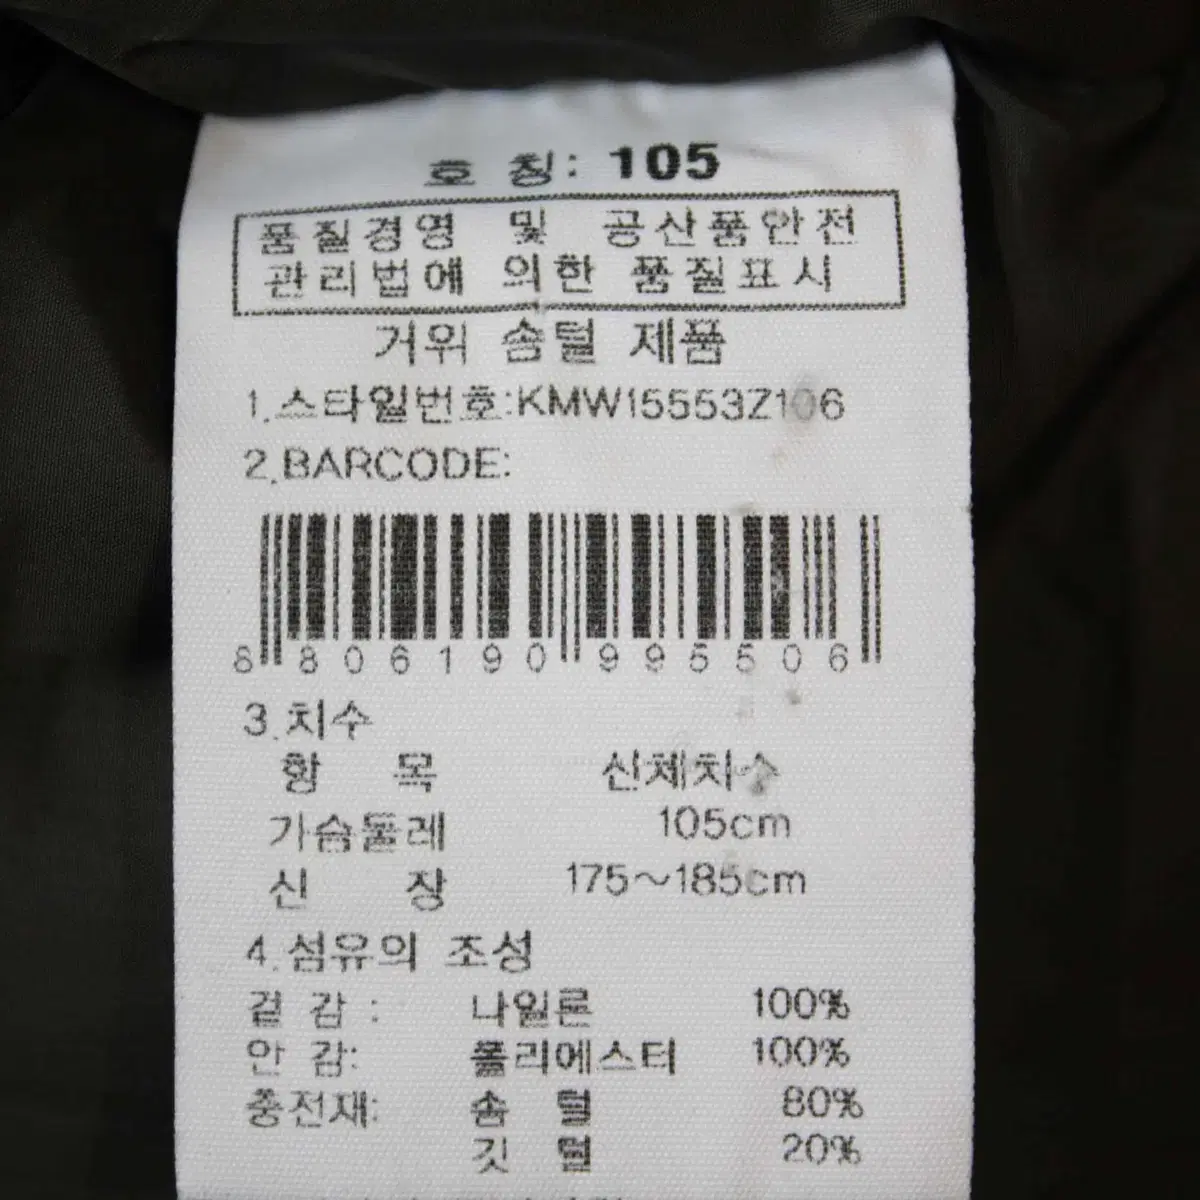 호 칭: 105
품질경영 및 공산품안전
관리법에 의한 품질표시
거위 솜털 제품
1.스타일번호:KMW15553Z106
2.BARCODE:
8 806190 995506
3.치수
항 목 신체치수
가슴둘레 105cm
신 장 175~185cm
4.섬유의 조성
겉 감 : 나일론 100%
안 감: 폴리에스터 100%
충전재: 솜 털 80%
깃 털 20%